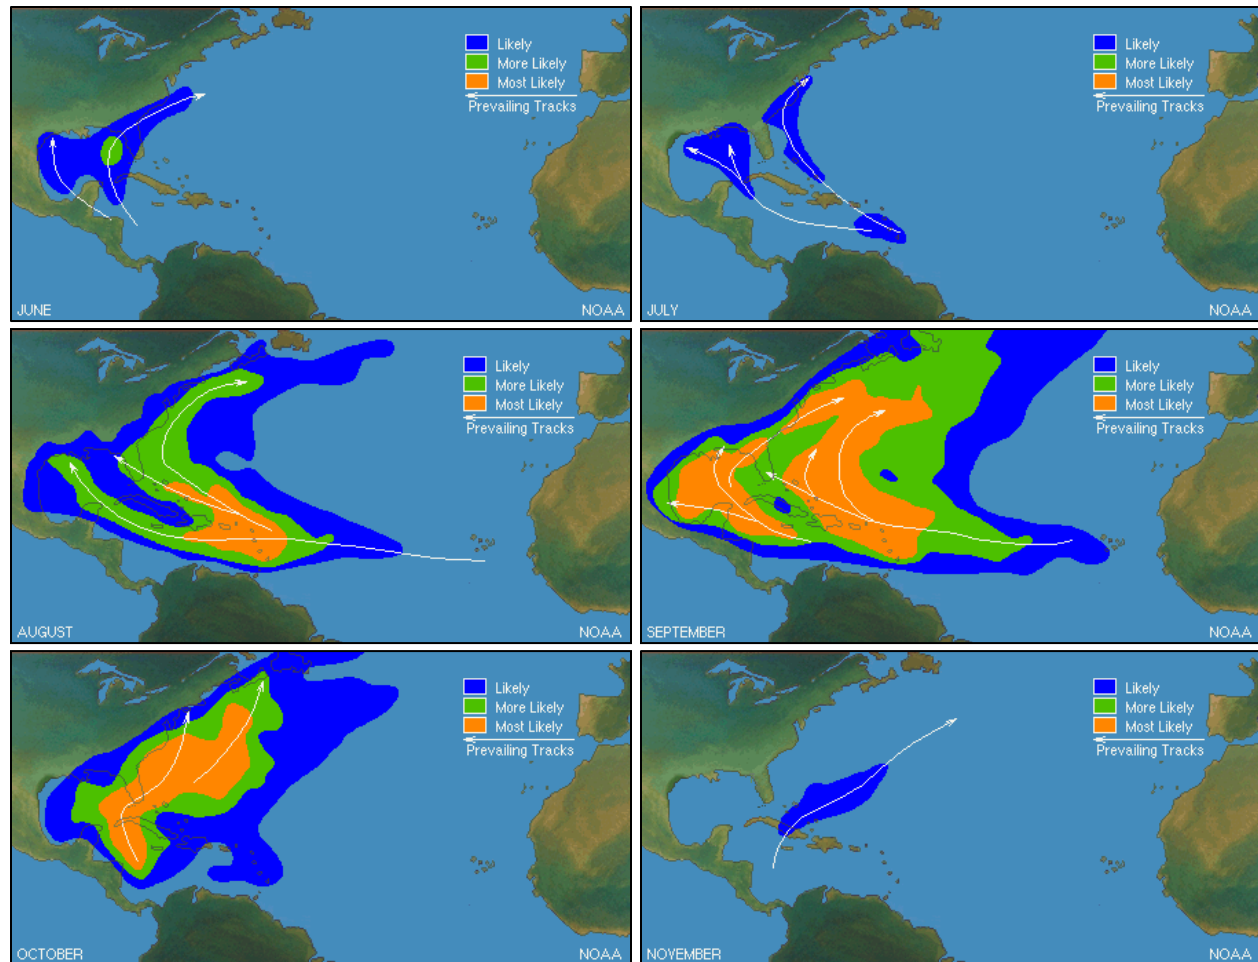 Likely
More Likely
Most Likely
Prevailing Tracks
JUNE
NOAA
Likely
More Likely
Most Likely
Prevailing Tracks
JULY
NOAA
Likely
More Likely
Most Likely
Prevailing Tracks
AUGUST
NOAA
Likely
More Likely
Most Likely
Prevailing Tracks
SEPTEMBER
NOAA
Likely
More Likely
Most Likely
Prevailing Tracks
OCTOBER
NOAA
Likely
More Likely
Most Likely
Prevailing Tracks
NOVEMBER
NOAA